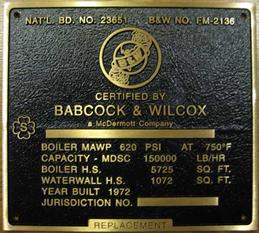 NAT'L. BD. NO. 23651 B&W NO. FM-2136
B&W
CERTIFIED BY
BABCOCK & WILCOX
a McDermott Company
S
BOILER MAWP 620 PSI AT 750°F
CAPACITY - MDSC 150000 LB/HR
BOILER H.S. 5725 SQ. FT.
WATERWALL H.S. 1072 SQ. FT.
YEAR BUILT 1972
JURISDICTION NO.
REPLACEMENT